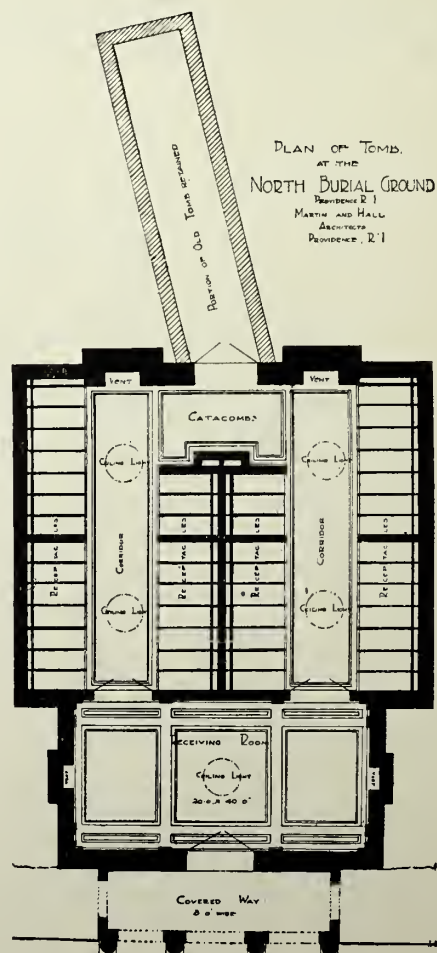 PLAN OF TOMB.
AT THE
NORTH BURIAL GROUND
PROVIDENCE R I
MARTIN AND HALL
ARCHITECTS
PROVIDENCE, R I
PORTION OF OLD TOMB RETAINED
VENT
VENT
CATACOMBS
CEILING LIGHT
CEILING LIGHT
RECEPTACLES
CORRIDOR
RECEPTACLES
RECEPTACLES
CORRIDOR
RECEPTACLES
CEILING LIGHT
CEILING LIGHT
RECEIVING ROOM
CEILING LIGHT
20'0" X 40'0"
VENT
VENT
COVERED WAY
8'0" WIDE